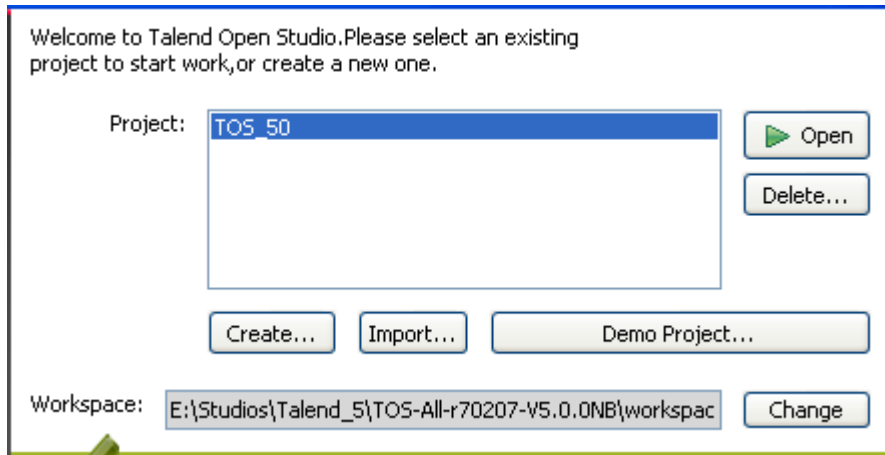 Welcome to Talend Open Studio.Please select an existing
project to start work,or create a new one.
Project:
TOS_50
Open
Delete...
Create...
Import...
Demo Project...
Workspace:
E:\Studios\Talend_5\TOS-All-r70207-V5.0.0NB\workspac
Change